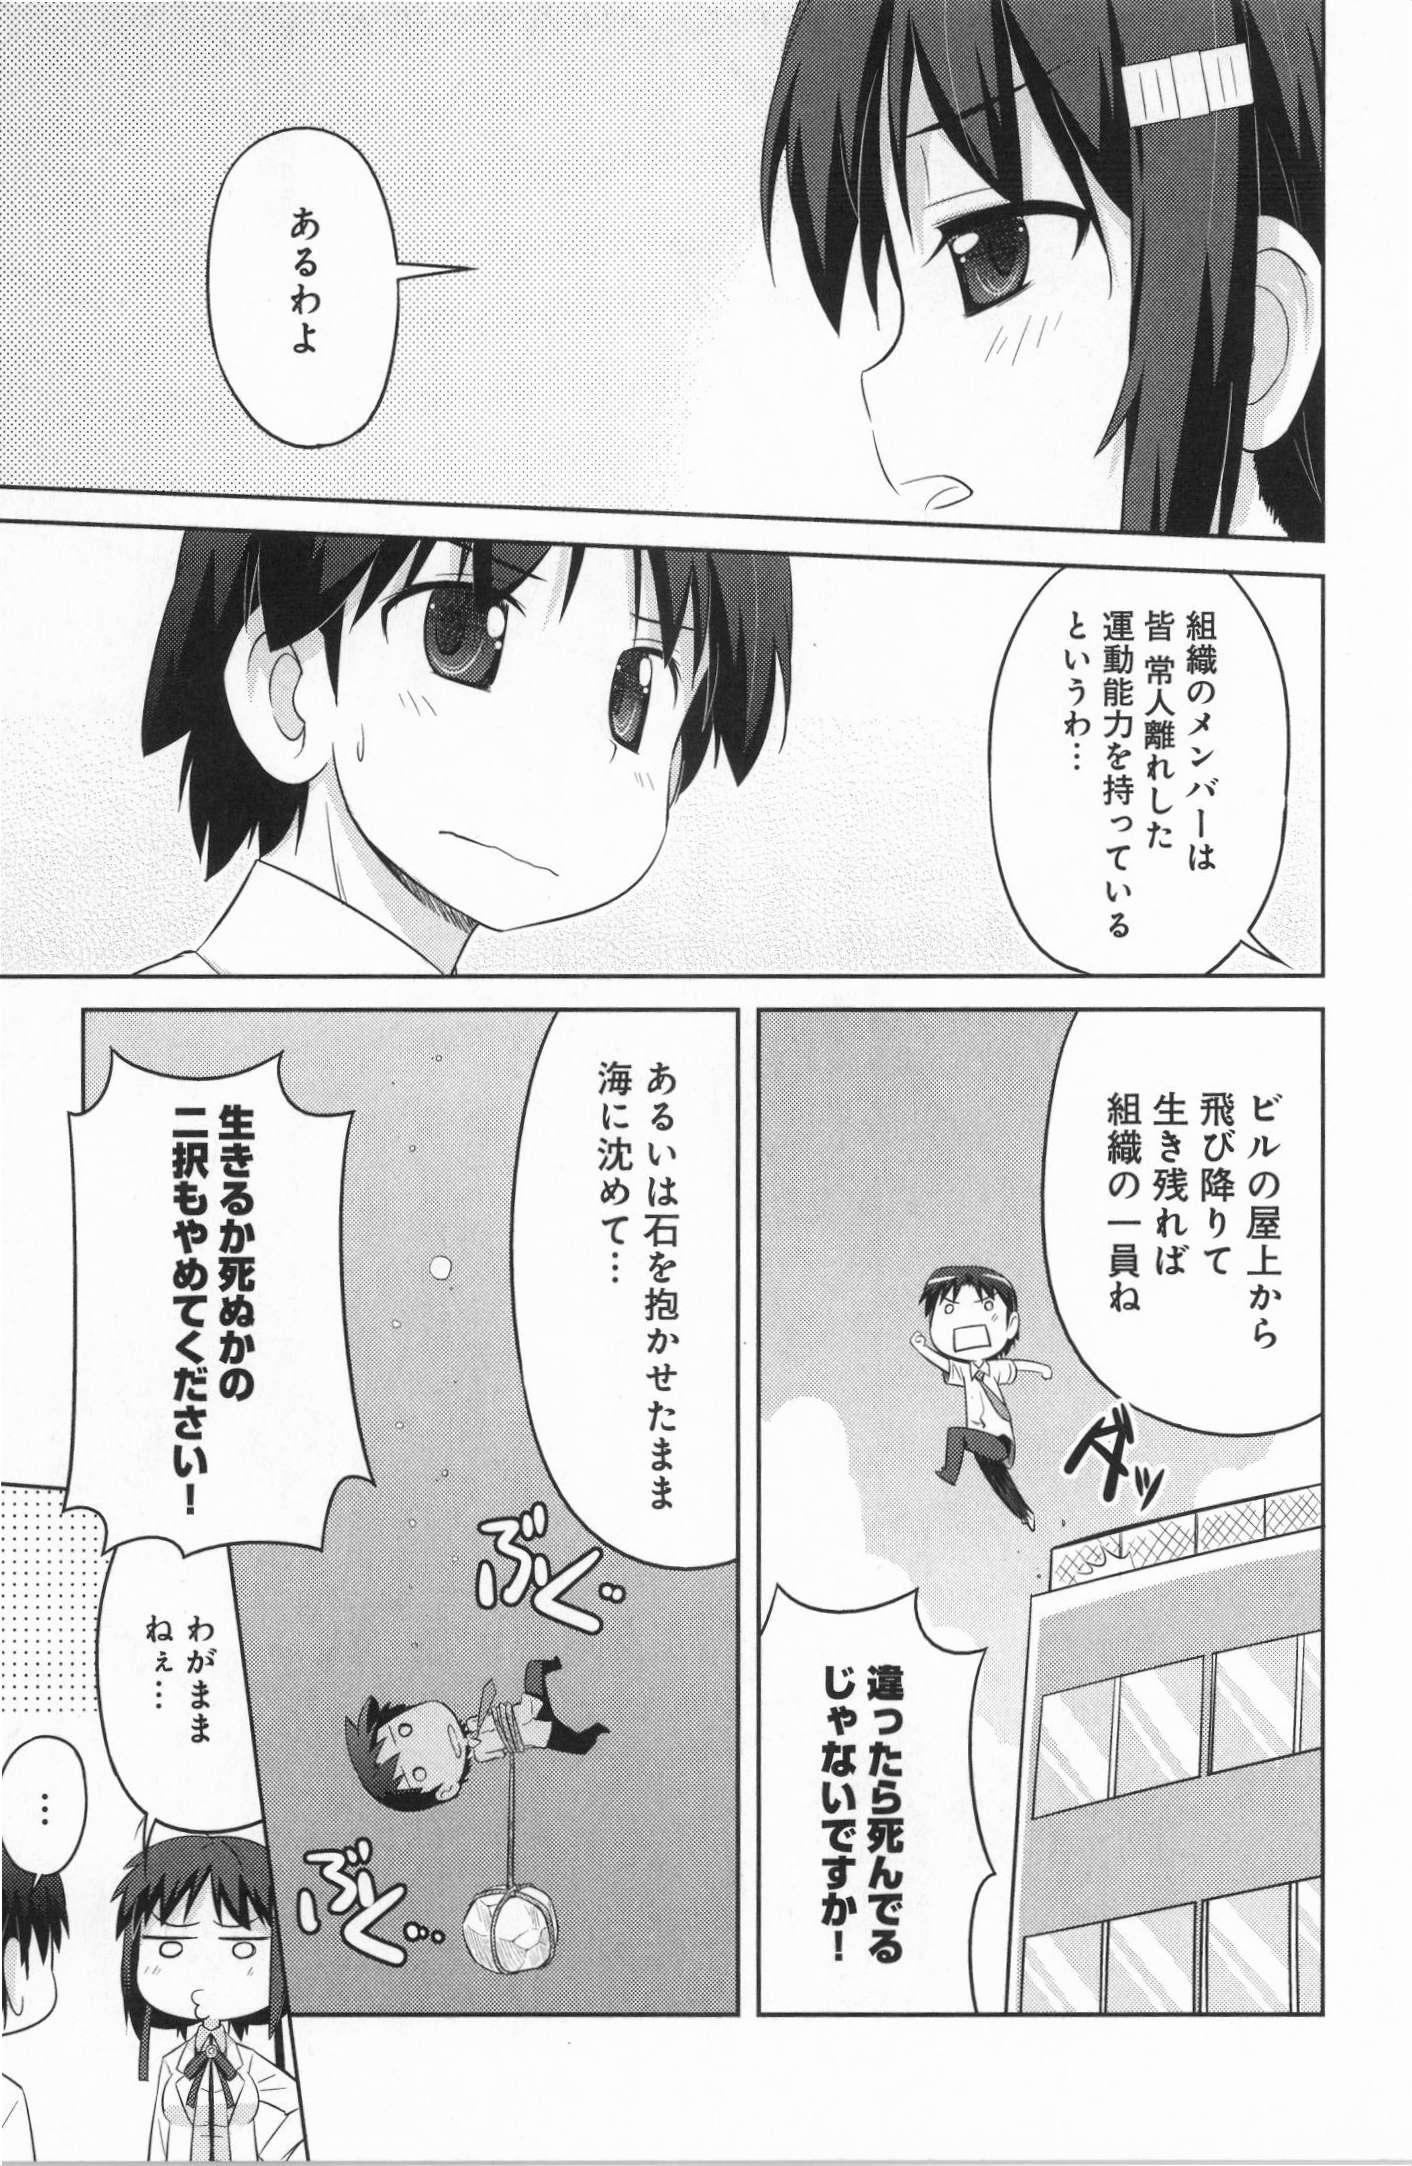 あるわよ
組織のメンバーは
皆 常人離れした
運動能力を持っている
というわ…
ビルの屋上から
飛び降りて
生き残れば
組織の一員ね
ダッ
違ったら死んでる
じゃないですか！
あるいは石を抱かせたまま
海に沈めて…
ぶくっ
ぶく…
生きるか死ぬかの
二択もやめてください！
わがまま
ねぇ…
…